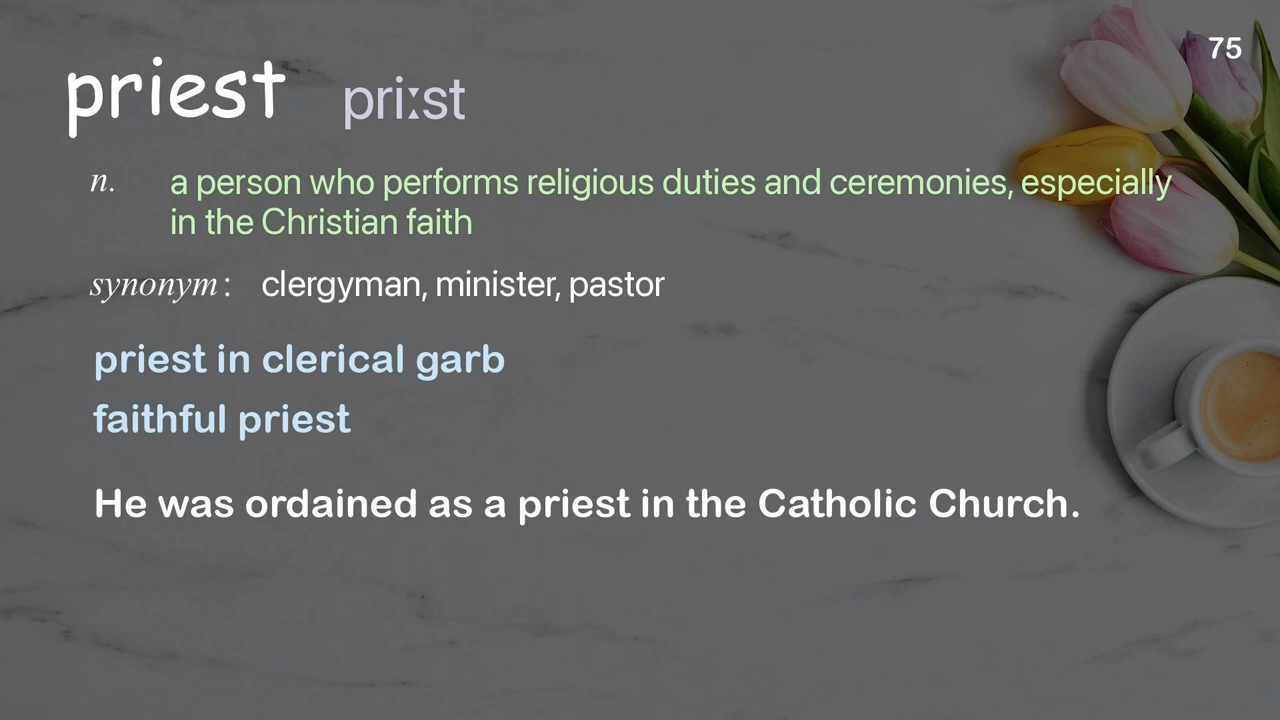 75
priest priːst
n. a person who performs religious duties and ceremonies, especially
in the Christian faith
synonym : clergyman, minister, pastor
priest in clerical garb
faithful priest
He was ordained as a priest in the Catholic Church.